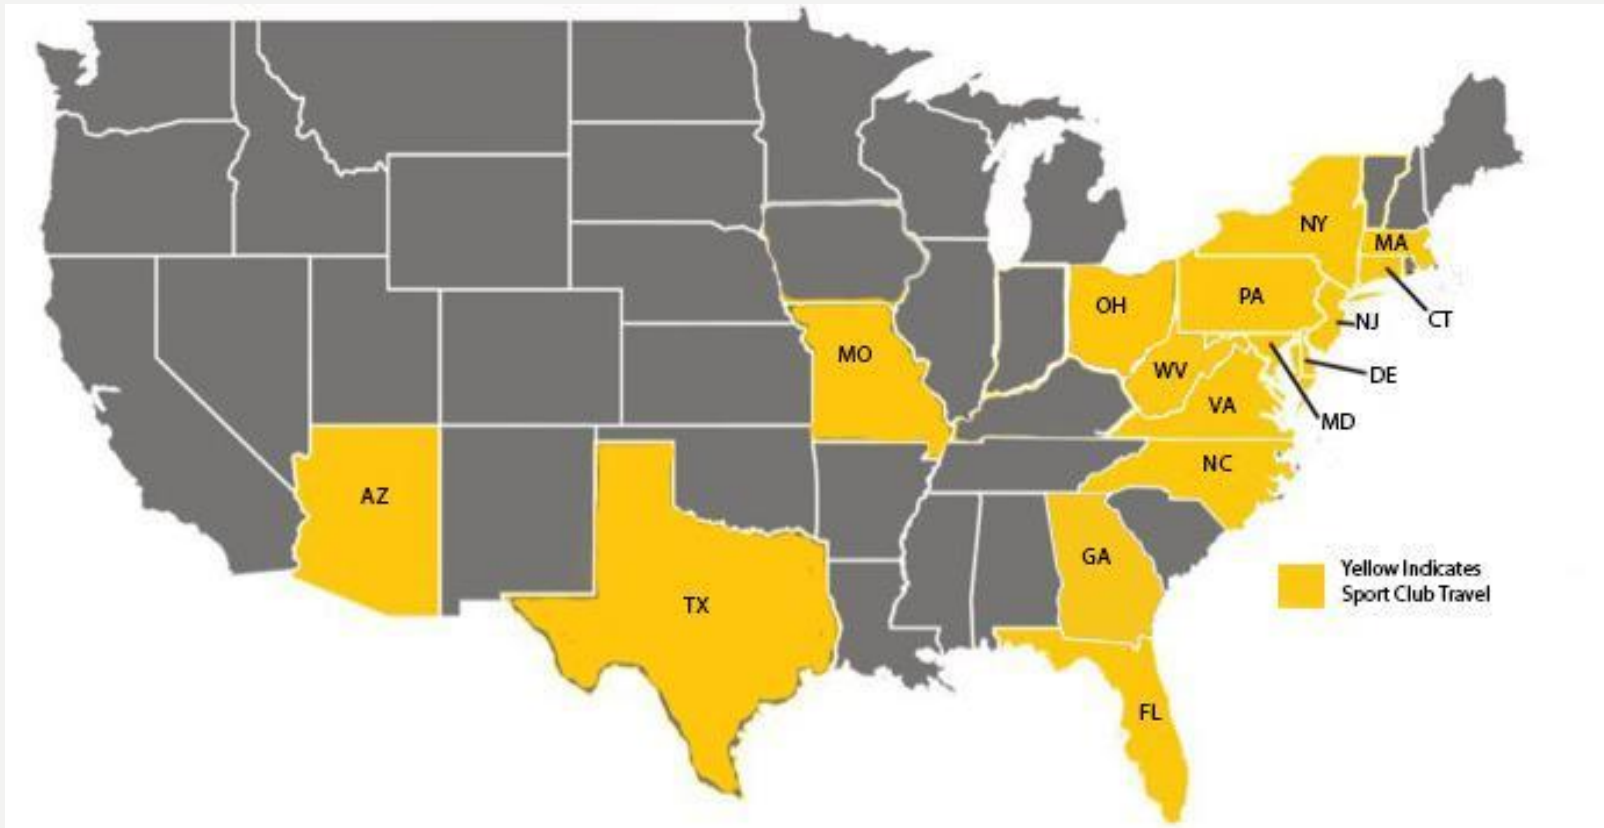 NY
MA
OH
PA
NJ
CT
MO
WV
DE
VA
MD
NC
AZ
GA
Yellow Indicates
Sport Club Travel
TX
FL